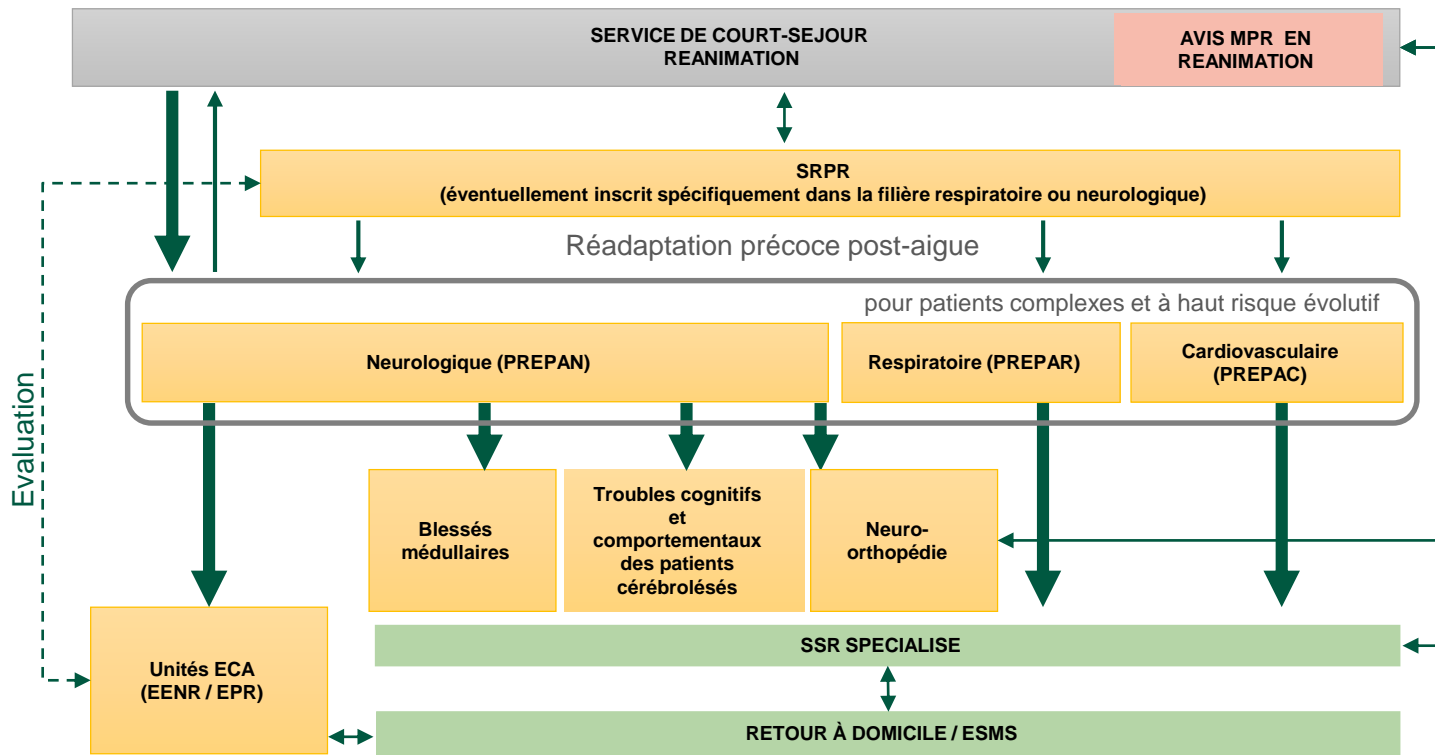 SERVICE DE COURT-SEJOUR
REANIMATION
AVIS MPR EN
REANIMATION
SRPR
(éventuellement inscrit spécifiquement dans la filière respiratoire ou neurologique)
Réadaptation précoce post-aigue
pour patients complexes et à haut risque évolutif
Neurologique (PREPAN)
Respiratoire (PREPAR)
Cardiovasculaire
(PREPAC)
Evaluation
Blessés
médullaires
Troubles cognitifs
et
comportementaux
des patients
cérébrolésés
Neuro-
orthopédie
Unités ECA
(EENR / EPR)
SSR SPECIALISE
RETOUR À DOMICILE / ESMS